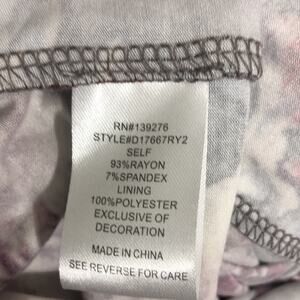 RN#139276
STYLE#D17667RY2
SELF
93%RAYON
7%SPANDEX
LINING
100%POLYESTER
EXCLUSIVE OF
DECORATION
MADE IN CHINA
SEE REVERSE FOR CARE